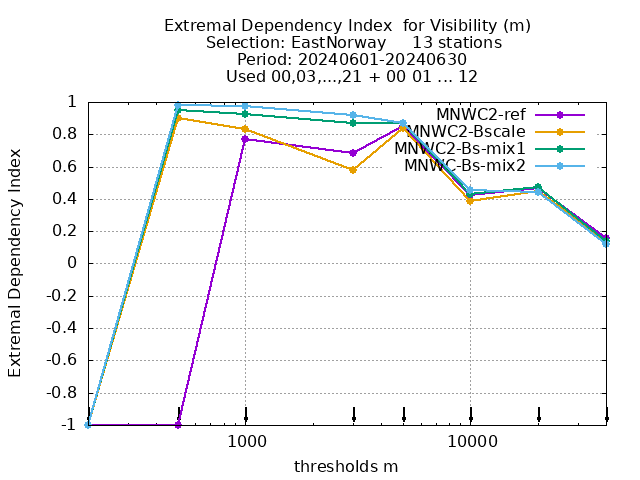 Extremal Dependency Index  for Visibility (m)
Selection: EastNorway     13 stations
Period: 20240601-20240630
Used 00,03,...,21 + 00 01 ... 12
MNWC2-ref
MNWC2-Bscale
MNWC2-Bs-mix1
MNWC-Bs-mix2
Extremal Dependency Index
1
0.8
0.6
0.4
0.2
0
-0.2
-0.4
-0.6
-0.8
-1
1000
10000
thresholds m